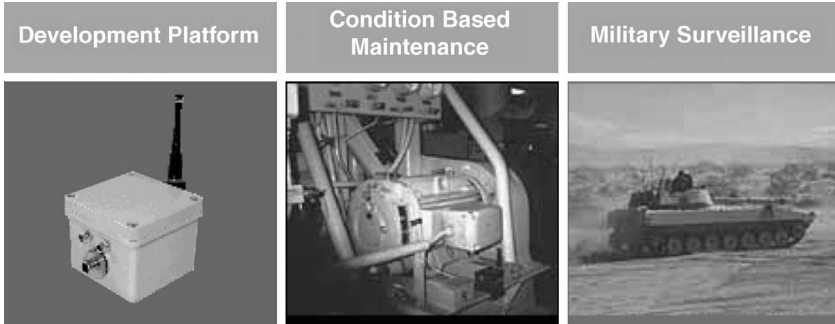 Development Platform
Condition Based
Maintenance
Military Surveillance